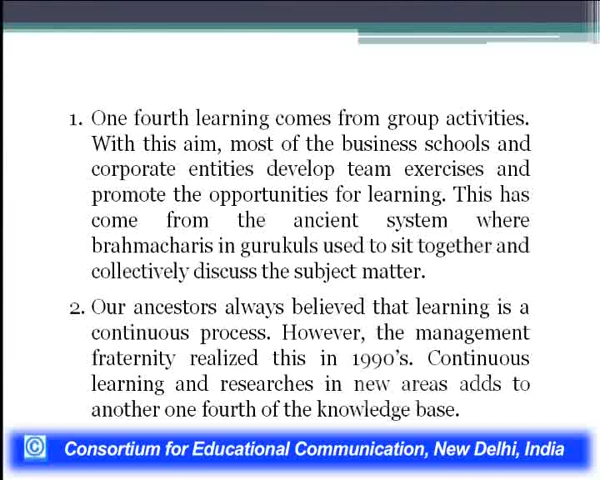 1. One fourth learning comes from group activities.
With this aim, most of the business schools and
corporate entities develop team exercises and
promote the opportunities for learning. This has
come from the ancient system where
brahmacharis in gurukuls used to sit together and
collectively discuss the subject matter.
2. Our ancestors always believed that learning is a
continuous process. However, the management
fraternity realized this in 1990's. Continuous
learning and researches in new areas adds to
another one fourth of the knowledge base.
© Consortium for Educational Communication, New Delhi, India